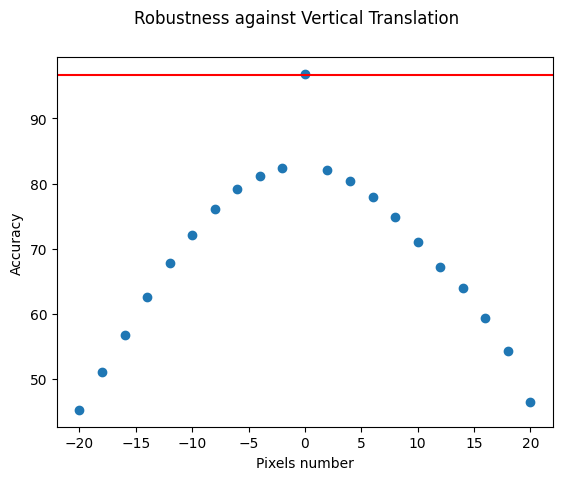 Robustness against Vertical Translation
90
80
70
60
50
Accuracy
−20 −15 −10 −5 0 5 10 15 20
Pixels number